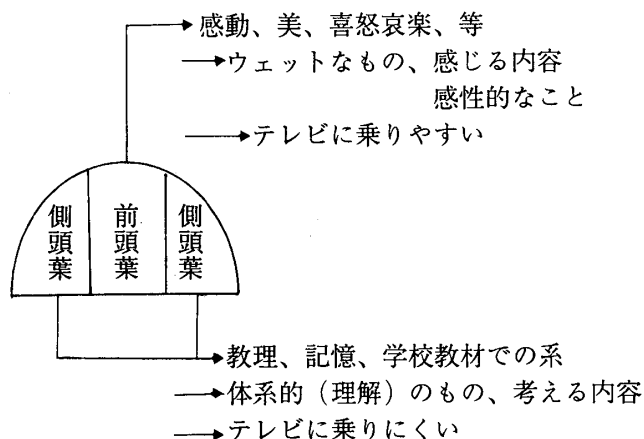 感動、美、喜怒哀楽、等
ウェットなもの、感じる内容
感性的なこと
テレビに乗りやすい
側頭葉
前頭葉
側頭葉
教理、記憶、学校教材での系
体系的（理解）のもの、考える内容
テレビに乗りにくい